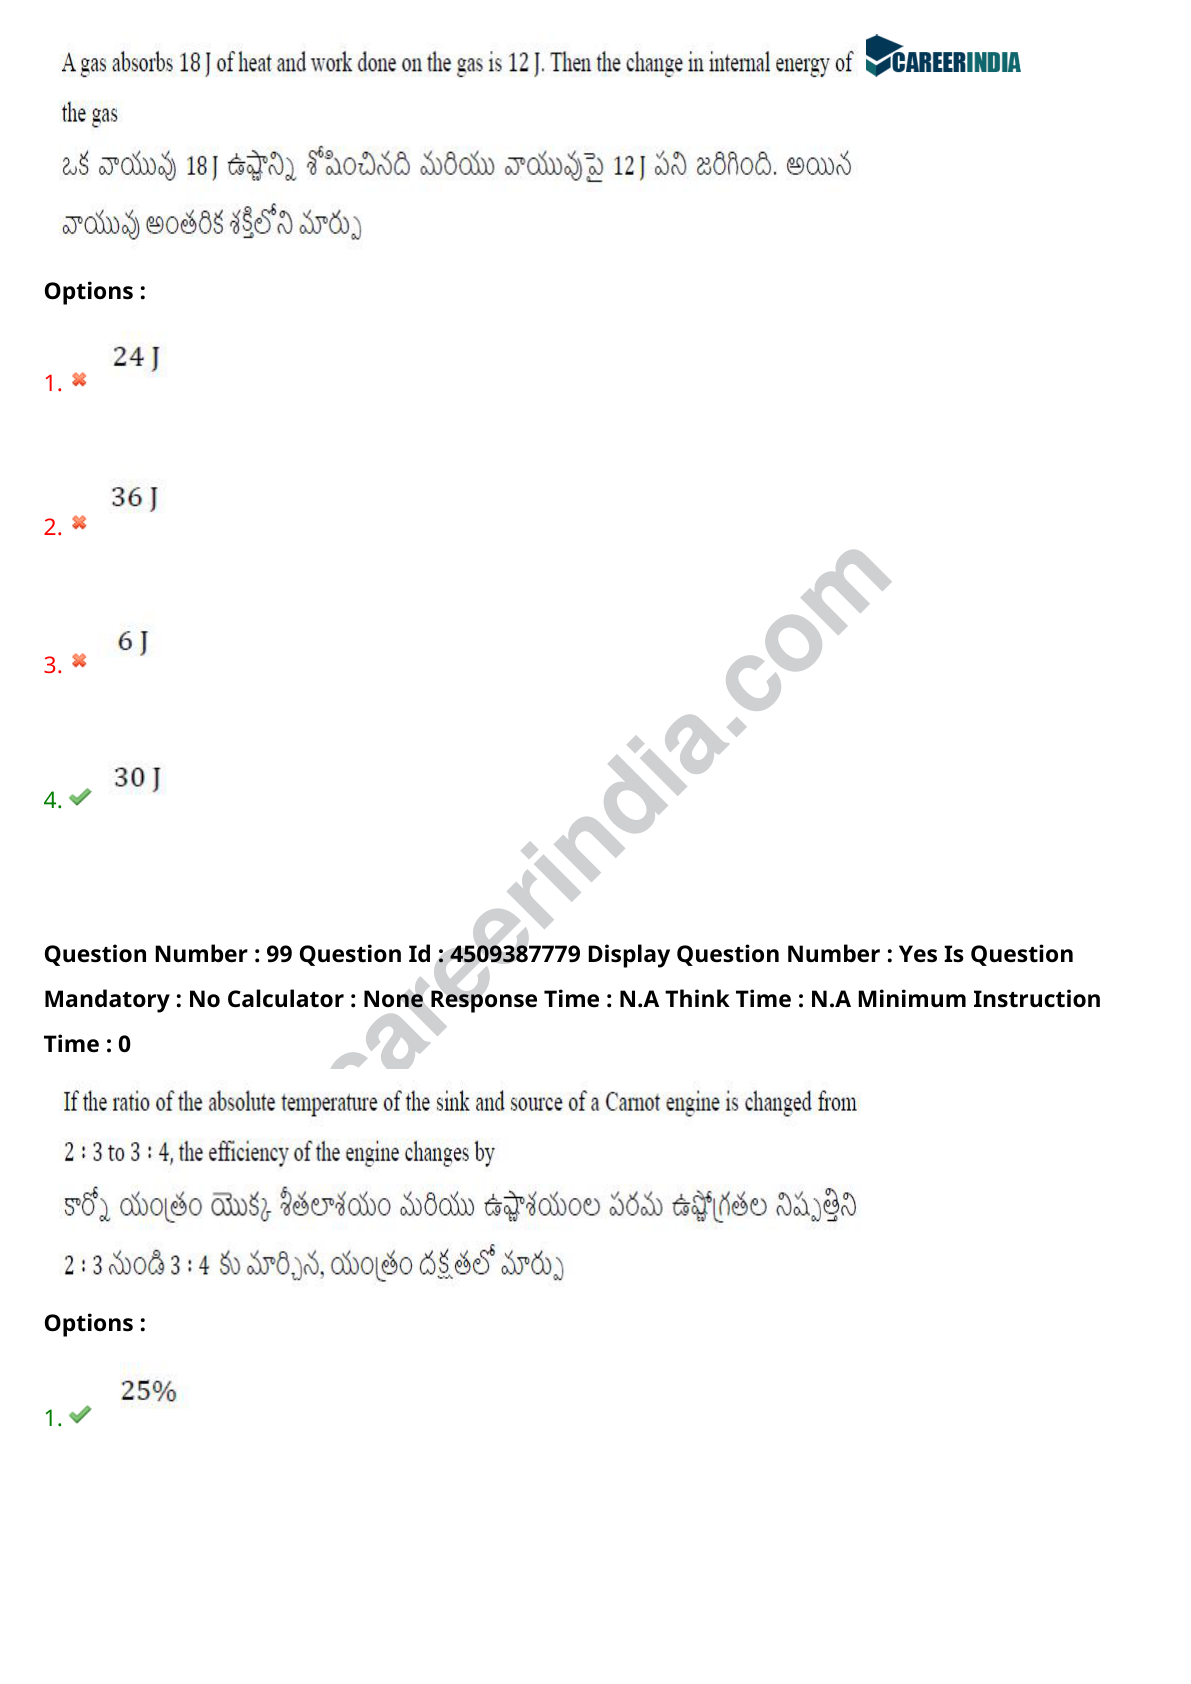 A gas absorbs 18 J of heat and work done on the gas is 12 J. Then the change in internal energy of
CAREERINDIA
the gas
ఒక వాయువు 18 J ఉష్ణాన్ని శోషించినది మరియు వాయువుపై 12 J పని జరిగింది. అయిన
వాయువు అంతరిక శక్తిలోని మార్పు
Options :
24 J
1.
36 J
2.
6 J
3.
30 J
4.
careerindia.com
Question Number : 99 Question Id : 4509387779 Display Question Number : Yes Is Question
Mandatory : No Calculator : None Response Time : N.A Think Time : N.A Minimum Instruction
Time : 0
If the ratio of the absolute temperature of the sink and source of a Carnot engine is changed from
2 : 3 to 3 : 4, the efficiency of the engine changes by
కార్నో యంత్రం యొక్క శీతలాశయం మరియు ఉష్ణాశయంల పరమ ఉష్ణోగ్రతల నిష్పత్తిని
2 : 3 నుండి 3 : 4 కు మార్చిన, యంత్రం దక్షతలో మార్పు
Options :
25%
1.